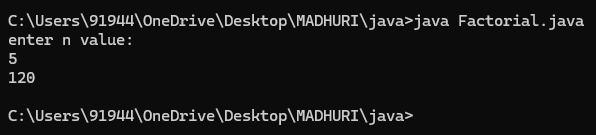 C:\Users\91944\OneDrive\Desktop\MADHURI\java>java Factorial.java
enter n value:
5
120
C:\Users\91944\OneDrive\Desktop\MADHURI\java>